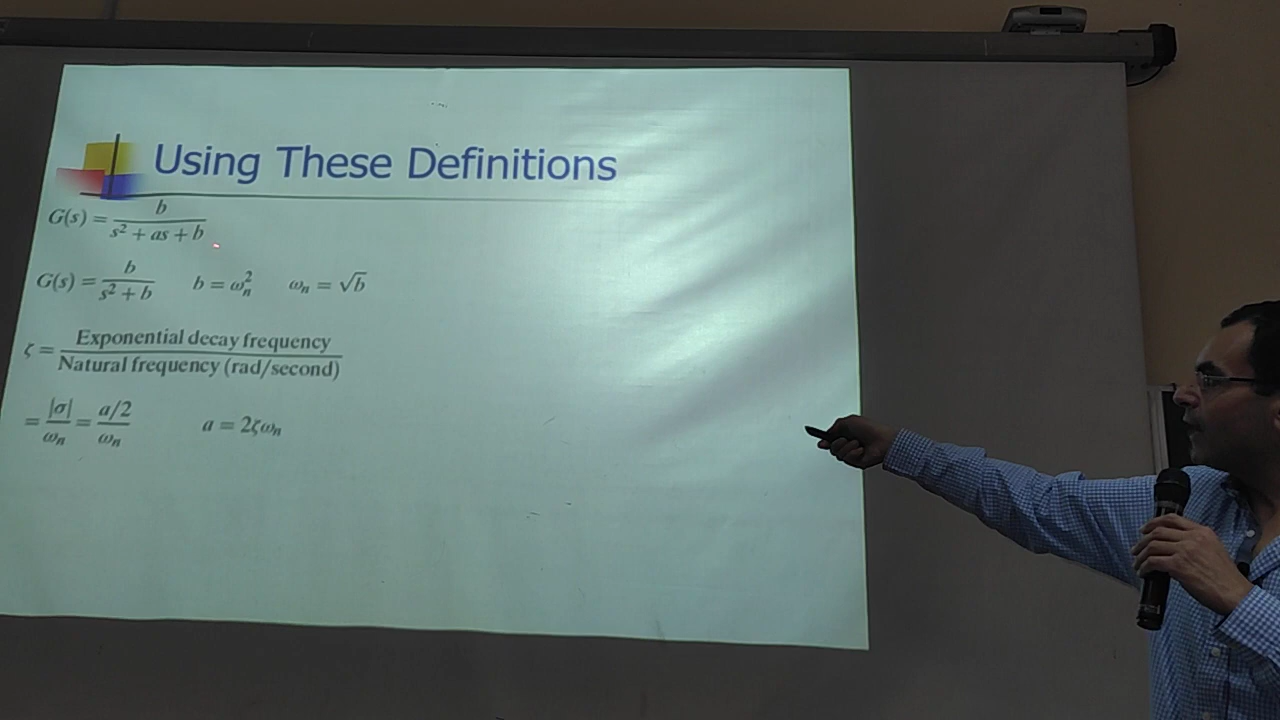 Using These Definitions
G(s) = b / (s² + as + b)
G(s) = b / (s² + b) b = ωₙ² ωₙ = √b
ζ = Exponential decay frequency / Natural frequency (rad/second)
= |σ| / ωₙ = a/2 / ωₙ a = 2ζωₙ